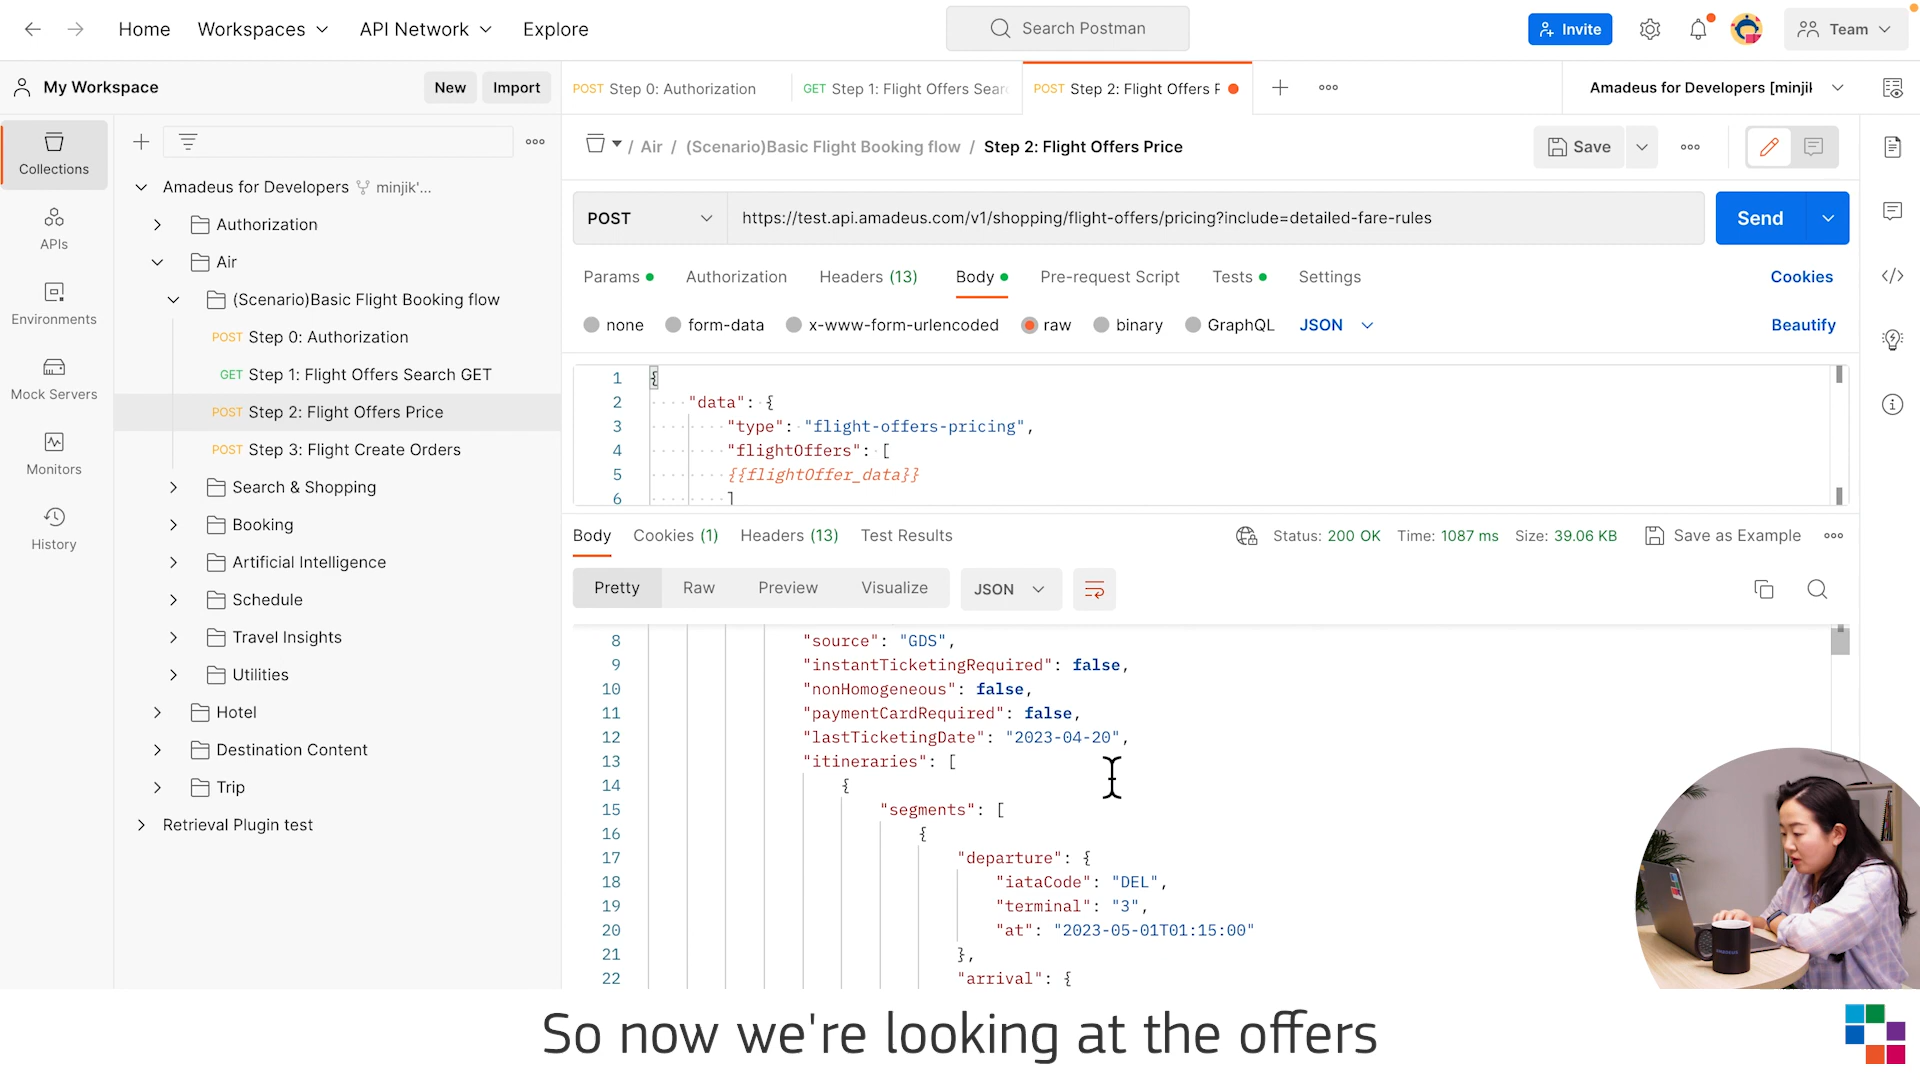 Home
Workspaces
API Network
Explore
Search Postman
Invite
Team
My Workspace
New
Import
POST Step 0: Authorization
GET Step 1: Flight Offers Sear
POST Step 2: Flight Offers P
Amadeus for Developers [minjik
Collections
APIs
Environments
Mock Servers
Monitors
History
Amadeus for Developers minjik'...
Authorization
Air
(Scenario)Basic Flight Booking flow
POST Step 0: Authorization
GET Step 1: Flight Offers Search GET
POST Step 2: Flight Offers Price
POST Step 3: Flight Create Orders
Search & Shopping
Booking
Artificial Intelligence
Schedule
Travel Insights
Utilities
Hotel
Destination Content
Trip
Retrieval Plugin test
/ Air / (Scenario)Basic Flight Booking flow / Step 2: Flight Offers Price
Save
POST
https://test.api.amadeus.com/v1/shopping/flight-offers/pricing?include=detailed-fare-rules
Send
Params
Authorization
Headers (13)
Body
Pre-request Script
Tests
Settings
Cookies
none
form-data
x-www-form-urlencoded
raw
binary
GraphQL
JSON
Beautify
1 {
2 "data": {
3 "type": "flight-offers-pricing",
4 "flightOffers": [
5 {{flightOffer_data}}
6 ]
Body
Cookies (1)
Headers (13)
Test Results
Status: 200 OK
Time: 1087 ms
Size: 39.06 KB
Save as Example
Pretty
Raw
Preview
Visualize
JSON
8 "source": "GDS",
9 "instantTicketingRequired": false,
10 "nonHomogeneous": false,
11 "paymentCardRequired": false,
12 "lastTicketingDate": "2023-04-20",
13 "itineraries": [
14 {
15 "segments": [
16 {
17 "departure": {
18 "iataCode": "DEL",
19 "terminal": "3",
20 "at": "2023-05-01T01:15:00"
21 },
22 "arrival": {
So now we're looking at the offers